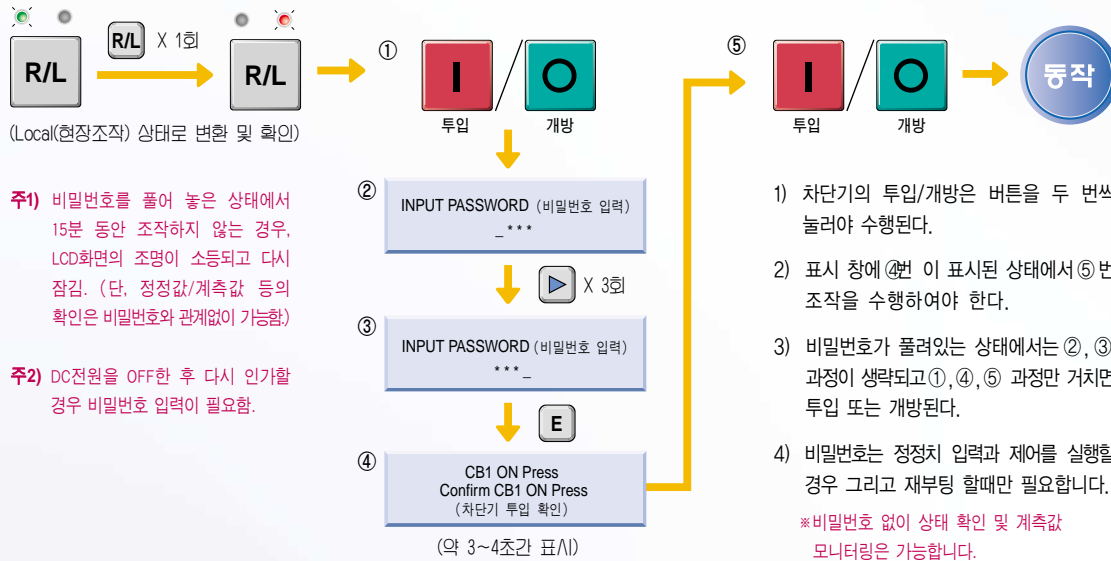 R/L
R/L X 1회
R/L
(Local(현장조작) 상태로 변환 및 확인)
주1) 비밀번호를 풀어 놓은 상태에서
15분 동안 조작하지 않는 경우,
LCD화면의 조명이 소등되고 다시
잠김. (단, 정정값/계측값 등의
확인은 비밀번호와 관계없이 가능함.)
주2) DC전원을 OFF한 후 다시 인가할
경우 비밀번호 입력이 필요함.
①
I / O
투입 개방
②
INPUT PASSWORD (비밀번호 입력)
_ * * *
X 3회
③
INPUT PASSWORD (비밀번호 입력)
* * * _
E
④
CB1 ON Press
Confirm CB1 ON Press
(차단기 투입 확인)
(약 3~4초간 표시)
⑤
I / O
투입 개방
동작
1) 차단기의 투입/개방은 버튼을 두 번씩
눌러야 수행된다.
2) 표시 창에 ④번 이 표시된 상태에서 ⑤ 번
조작을 수행하여야 한다.
3) 비밀번호가 풀려있는 상태에서는 ②, ③
과정이 생략되고 ①, ④, ⑤ 과정만 거치면
투입 또는 개방된다.
4) 비밀번호는 정정치 입력과 제어를 실행할
경우 그리고 재부팅 할때만 필요합니다.
※비밀번호 없이 상태 확인 및 계측값
모니터링은 가능합니다.